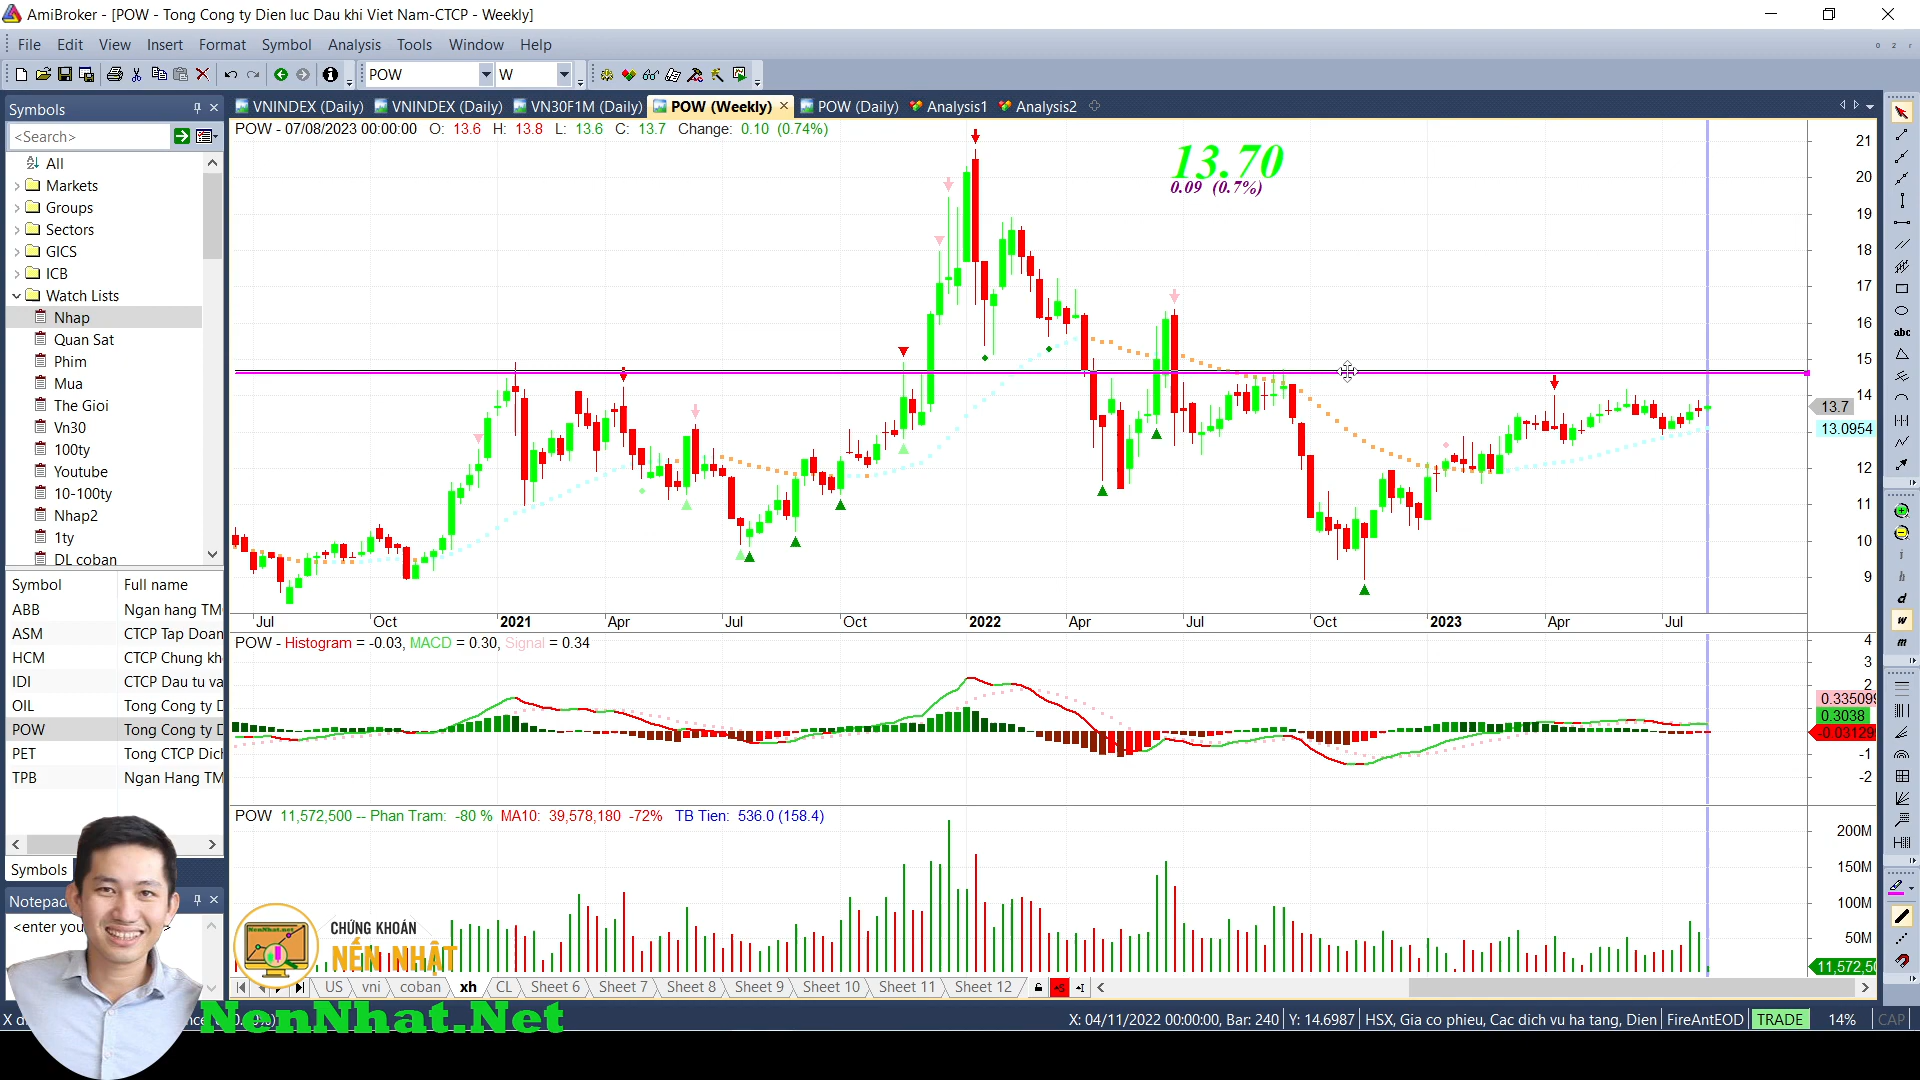 AmiBroker - [POW - Tong Cong ty Dien luc Dau khi Viet Nam-CTCP - Weekly]
File Edit View Insert Format Symbol Analysis Tools Window Help
POW W
Symbols
VNINDEX (Daily) VNINDEX (Daily) VN30F1M (Daily) POW (Weekly) POW (Daily) Analysis1 Analysis2
<Search>
POW - 07/08/2023 00:00:00 O: 13.6 H: 13.8 L: 13.6 C: 13.7 Change: 0.10 (0.74%)
13.70
0.09 (0.7%)
All
Markets
Groups
Sectors
GICS
ICB
Watch Lists
Nhap
Quan Sat
Phim
Mua
The Gioi
Vn30
100ty
Youtube
10-100ty
Nhap2
1ty
DL coban
21
20
19
18
17
16
15
14
13.7
13.0954
12
11
10
9
Jul Oct 2021 Apr Jul Oct 2022 Apr Jul Oct 2023 Apr Jul
Symbol Full name
ABB Ngan hang TM
ASM CTCP Tap Doan
HCM CTCP Chung kh
IDI CTCP Dau tu va
OIL Tong Cong ty D
POW Tong Cong ty D
PET Tong CTCP Dich
TPB Ngan Hang TM
POW - Histogram = -0.03, MACD = 0.30, Signal = 0.34
4
3
2
0.335099
0.3038
-0.03129
-1
-2
POW 11,572,500 -- Phan Tram: -80 % MA10: 39,578,180 -72% TB Tien: 536.0 (158.4)
200M
150M
100M
50M
11,572,50
abc
i
h
d
w
m
Symbols
Notepad
<enter you >
NenNhat.net
CHỨNG KHOÁN
NẾN NHẬT
US vni coban xh CL Sheet 6 Sheet 7 Sheet 8 Sheet 9 Sheet 10 Sheet 11 Sheet 12
NenNhat.Net
X: 04/11/2022 00:00:00, Bar: 240 Y: 14.6987 HSX, Gia co phieu, Cac dich vu ha tang, Dien FireAntEOD TRADE 14% CAP